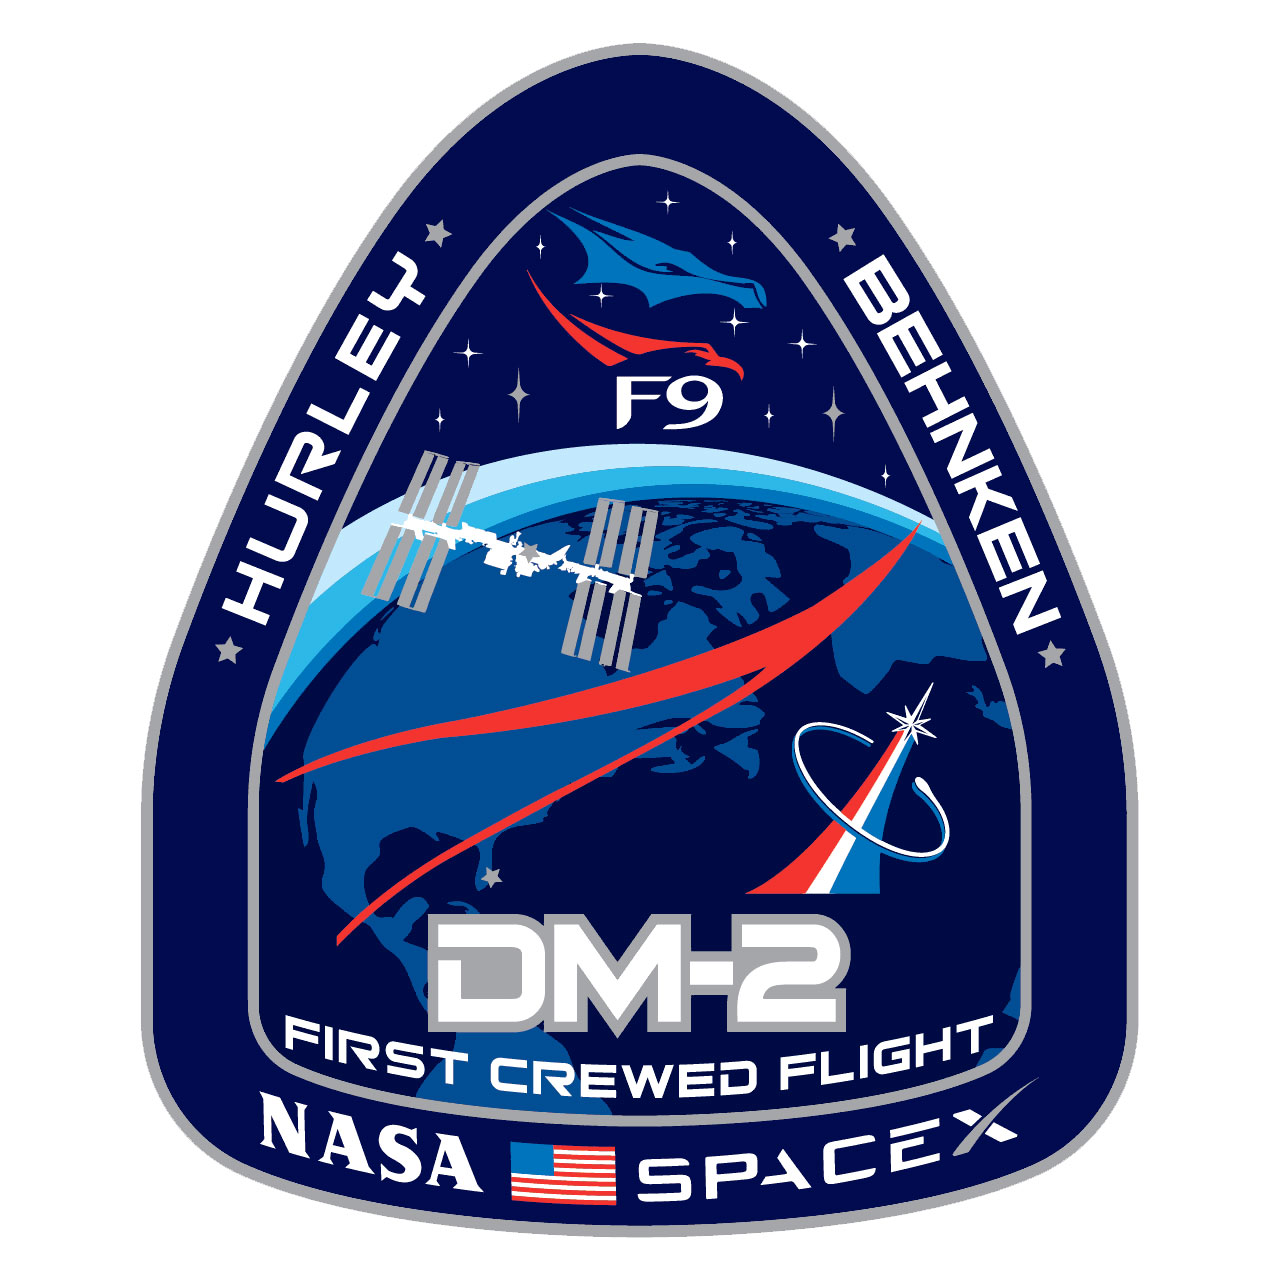 HURLEY
BEHNKEN
F9
DM-2
FIRST CREWED FLIGHT
NASA SPACEX